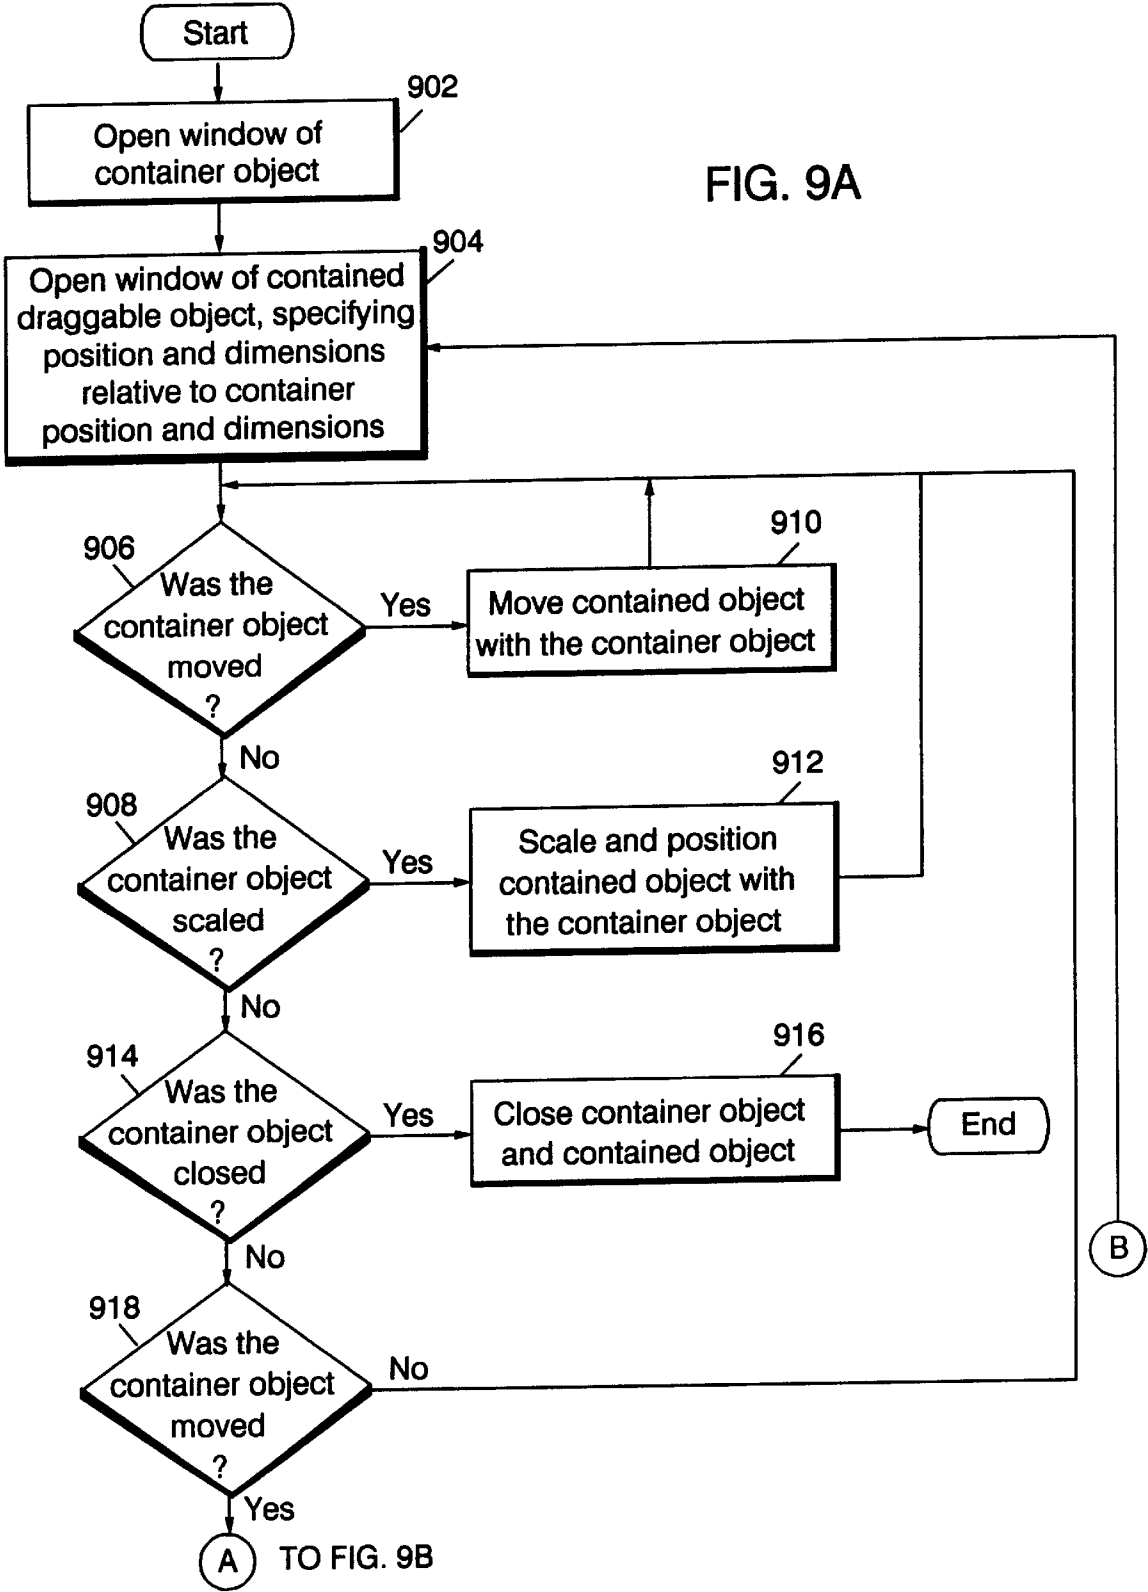 Start
902
Open window of
container object
FIG. 9A
904
Open window of contained
draggable object, specifying
position and dimensions
relative to container
position and dimensions
906
Was the
container object
moved
?
Yes
910
Move contained object
with the container object
No
908
Was the
container object
scaled
?
Yes
912
Scale and position
contained object with
the container object
No
914
Was the
container object
closed
?
Yes
916
Close container object
and contained object
End
B
No
918
Was the
container object
moved
?
No
Yes
A TO FIG. 9B